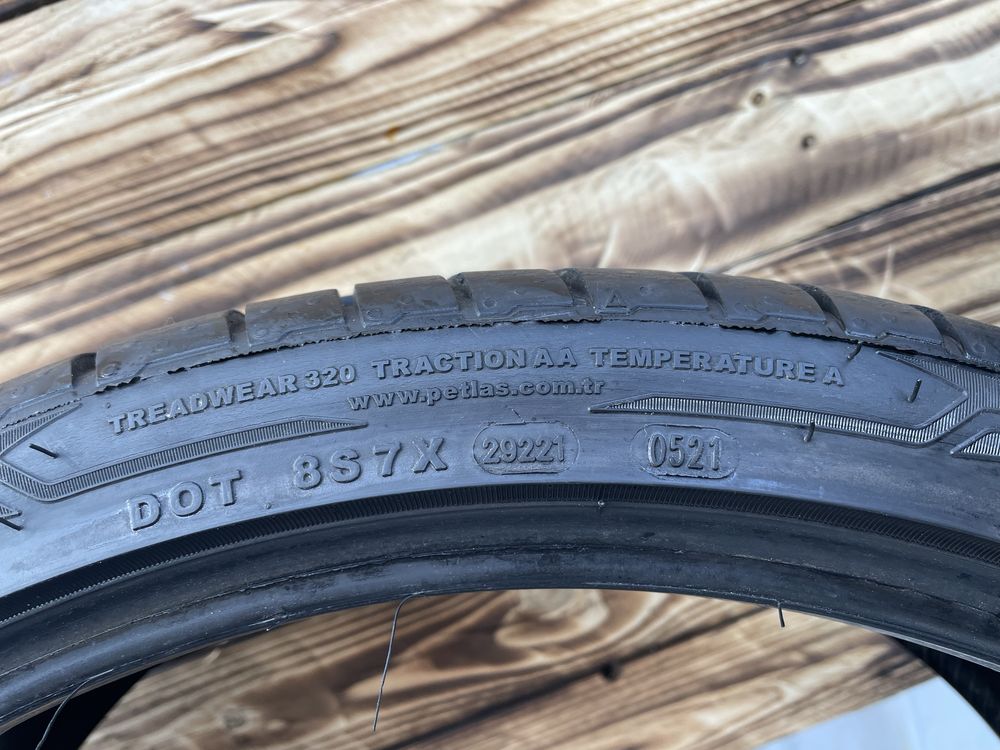 TREADWEAR 320 TRACTION AA TEMPERATURE A
www.petlas.com.tr
DOT 8S7X 29221 0521